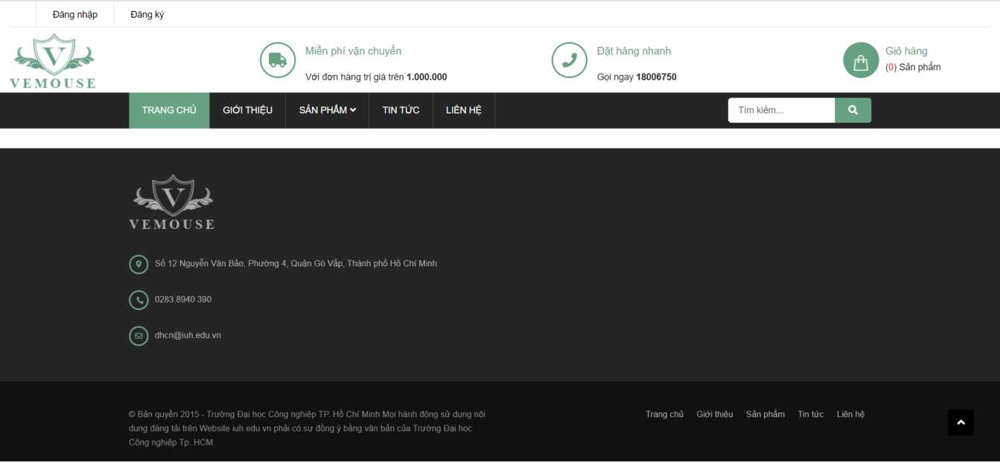 Đăng nhập Đăng ký
V
VEMOUSE
Miễn phí vận chuyển
Với đơn hàng trị giá trên 1.000.000
Đặt hàng nhanh
Gọi ngay 18006750
Giỏ hàng
(0) Sản phẩm
TRANG CHỦ GIỚI THIỆU SẢN PHẨM TIN TỨC LIÊN HỆ
Tìm kiếm...
V
VEMOUSE
Số 12 Nguyễn Văn Bảo, Phường 4, Quận Gò Vấp, Thành phố Hồ Chí Minh
0283.8940 390
dhcn@iuh.edu.vn
© Bản quyền 2015 - Trường Đại học Công nghiệp TP. Hồ Chí Minh Mọi hành động sử dụng nội
dung đăng tải trên Website iuh.edu.vn phải có sự đồng ý bằng văn bản của Trường Đại học
Công nghiệp Tp. HCM.
Trang chủ Giới thiệu Sản phẩm Tin tức Liên hệ